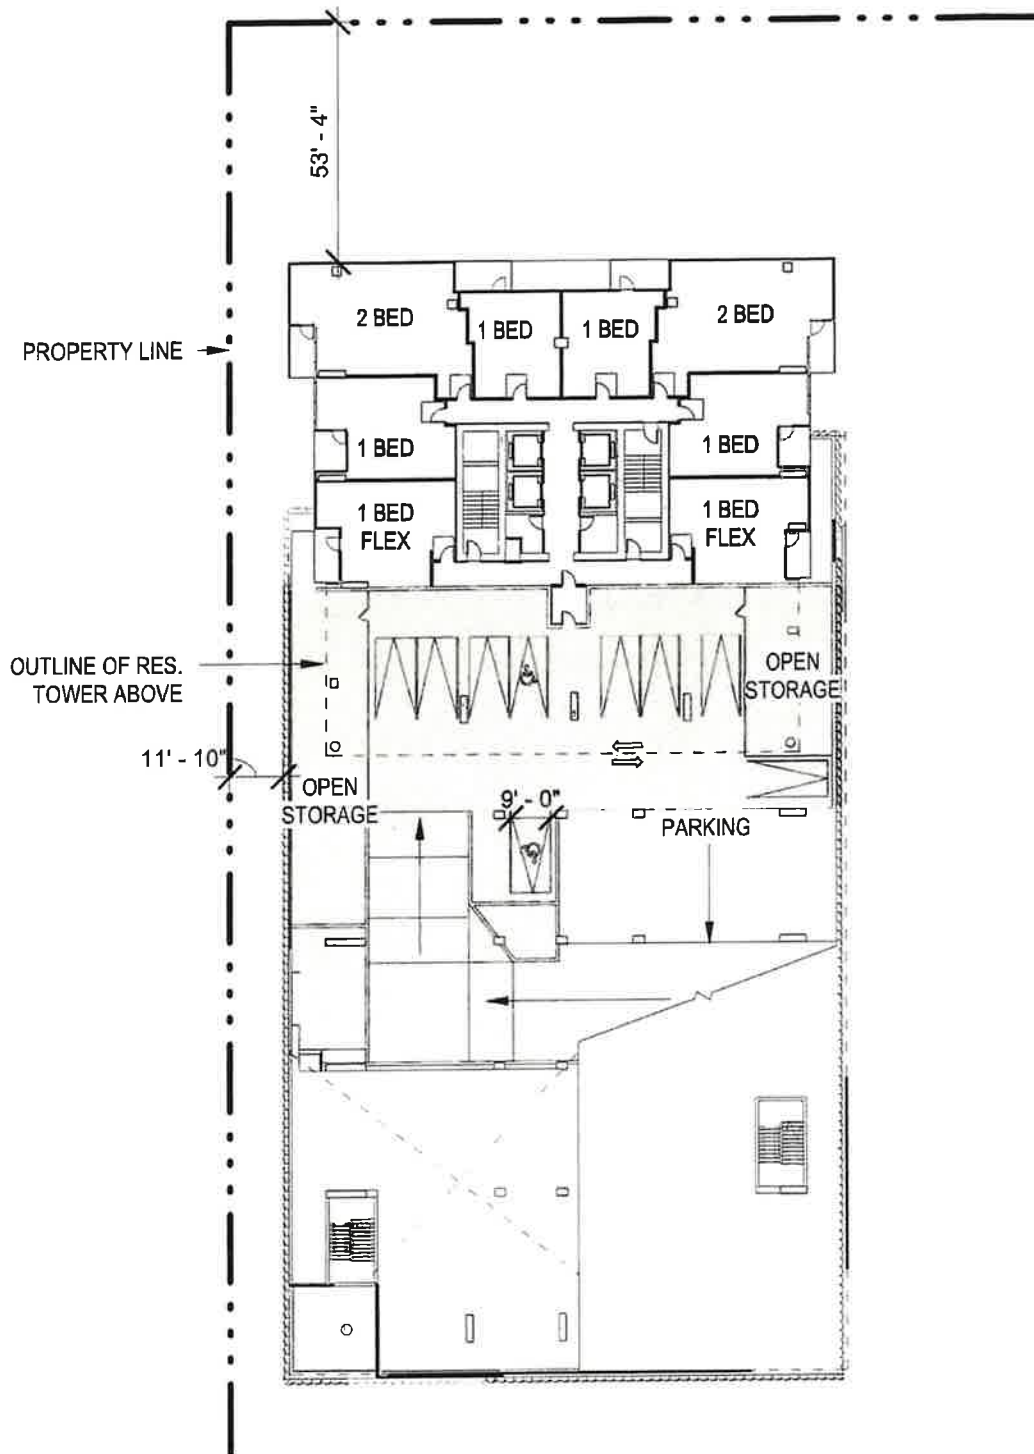 53' - 4"
2 BED
1 BED
1 BED
2 BED
PROPERTY LINE
1 BED
1 BED
1 BED
FLEX
1 BED
FLEX
OUTLINE OF RES.
TOWER ABOVE
OPEN
STORAGE
11' - 10"
OPEN
STORAGE
9' - 0"
PARKING